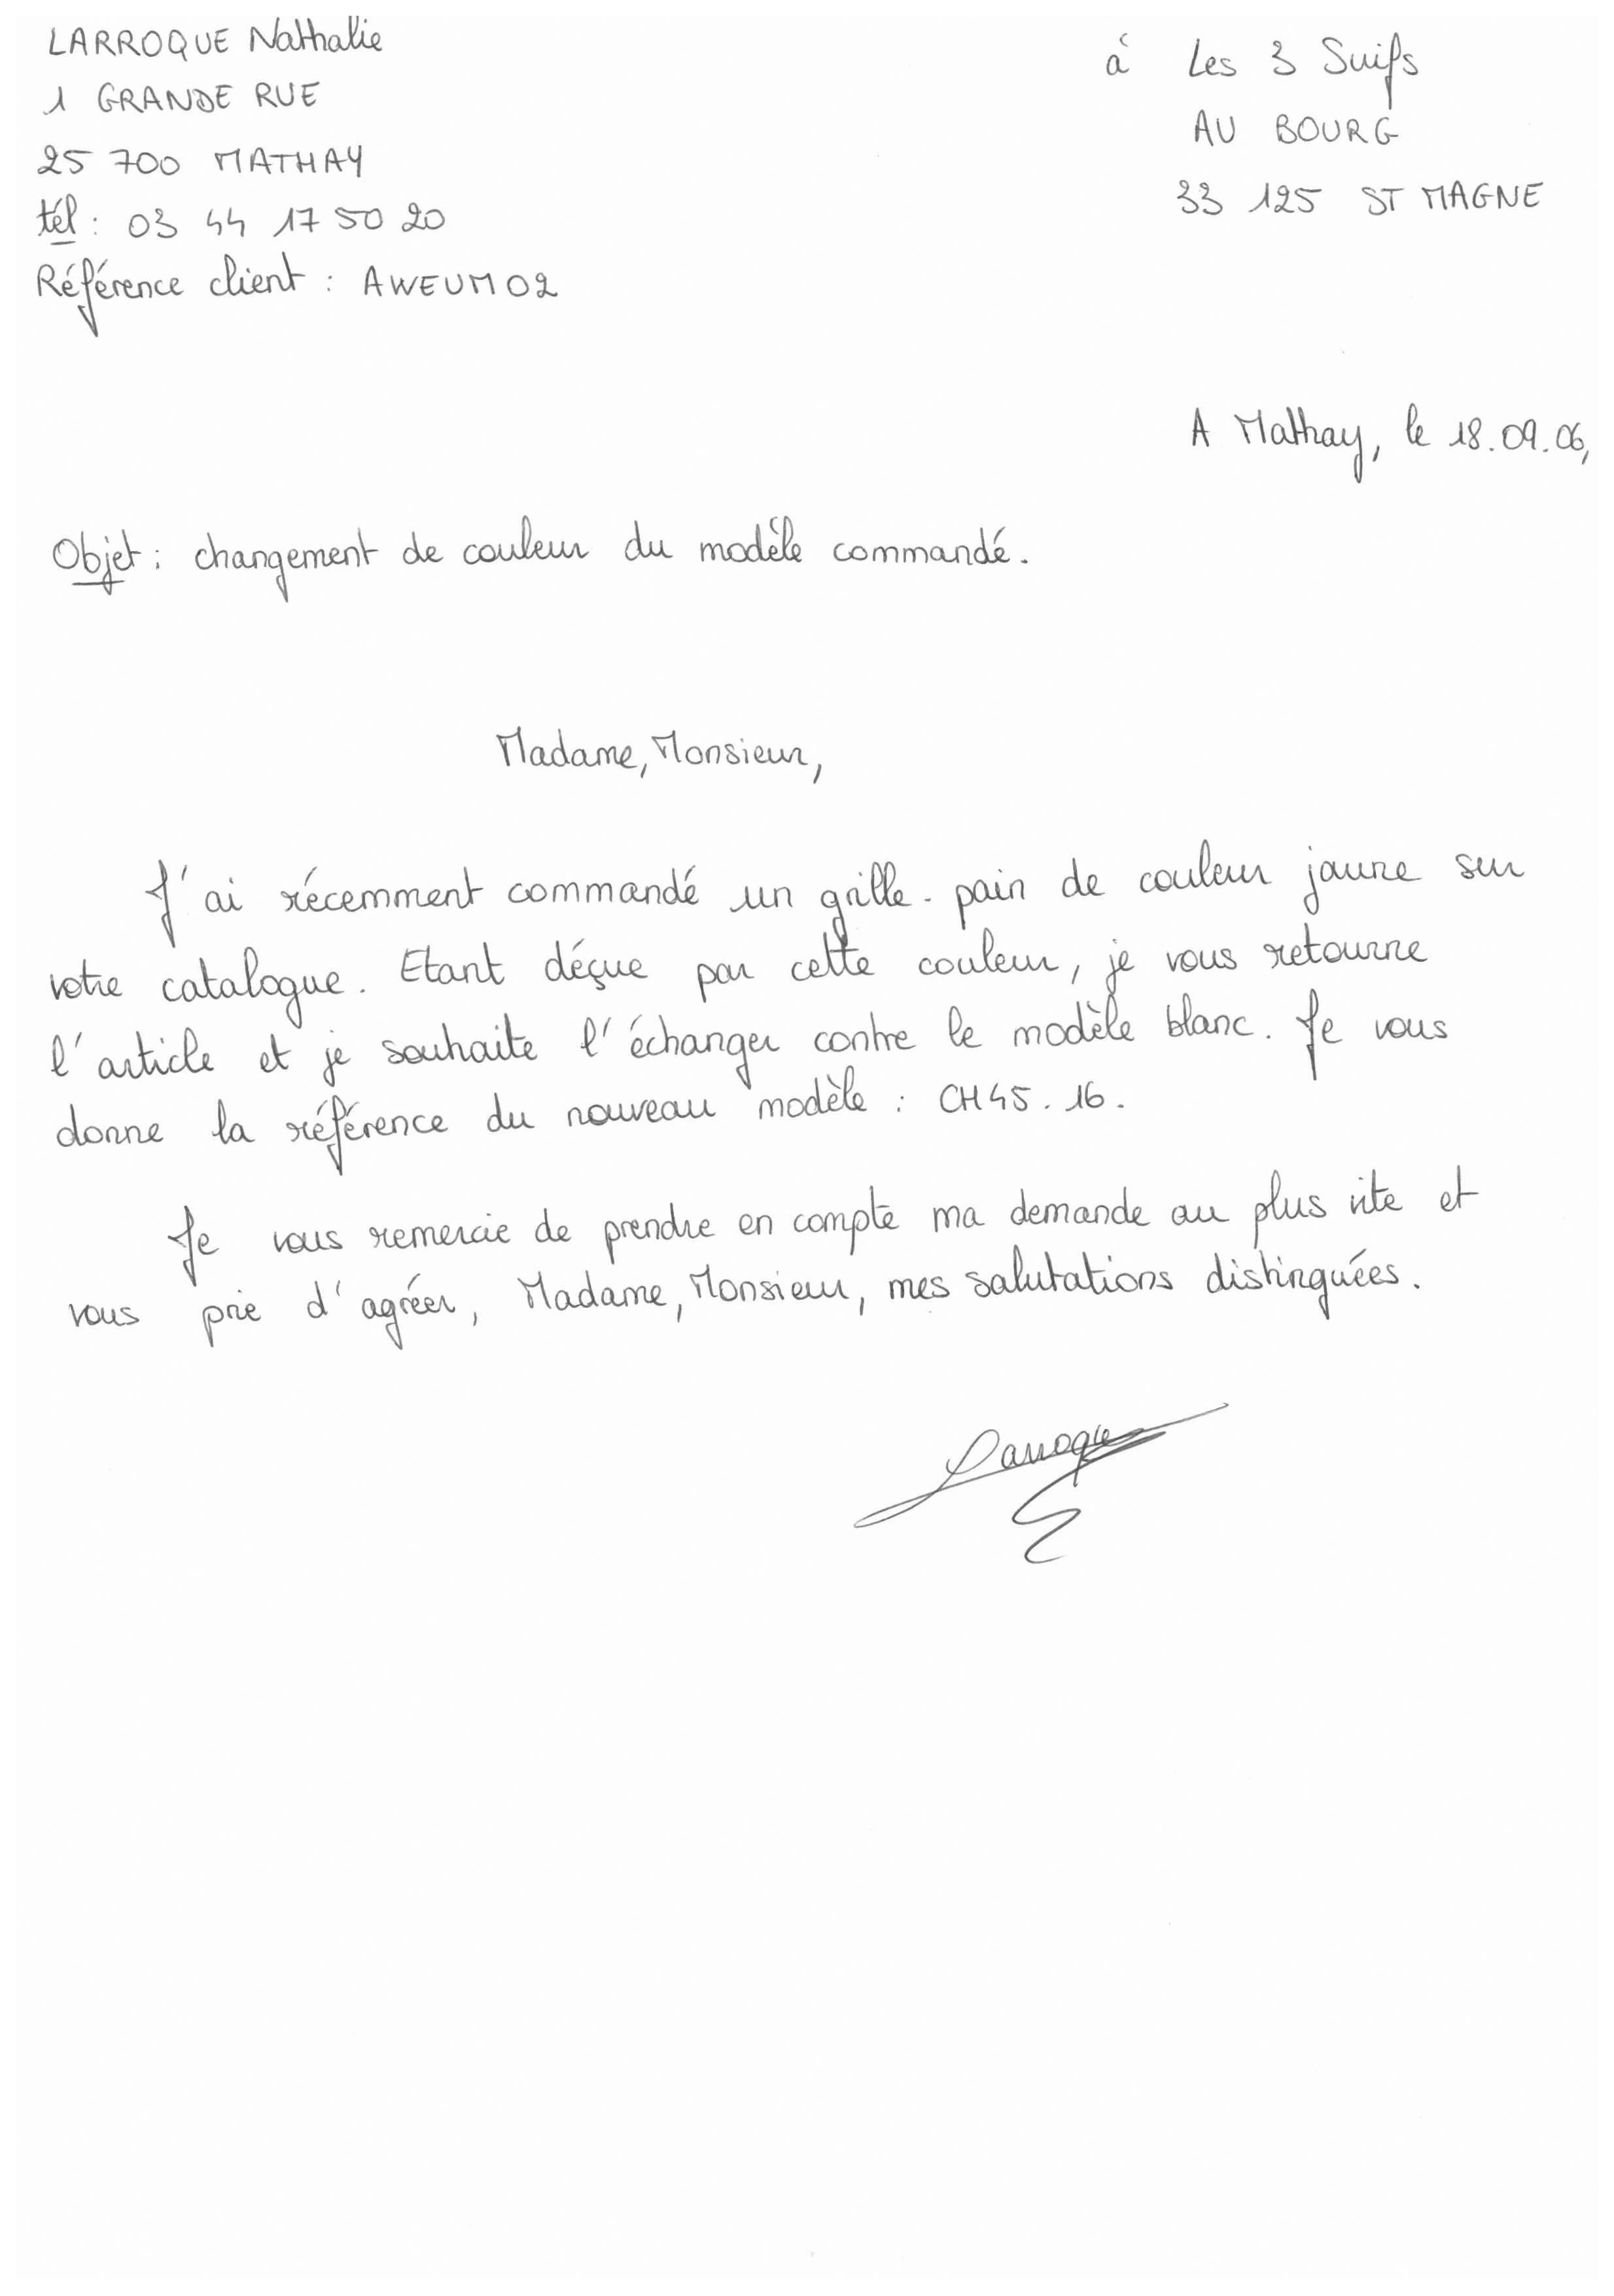 LARROQUE Nathalie
1 GRANDE RUE
25 700 MATHAY
tél : 03 44 17 50 20
Référence client : AWEUM02
à Les 3 Suifs
AU BOURG
33 125 ST MAGNE
A Mathay, le 18.09.06,
Objet : changement de couleur du modèle commandé.
Madame, Monsieur,
J'ai récemment commandé un grille-pain de couleur jaune sur
votre catalogue. Etant déçue par cette couleur, je vous retourne
l'article et je souhaite l'échanger contre le modèle blanc. Je vous
donne la référence du nouveau modèle : CH45.16.
Je vous remercie de prendre en compte ma demande au plus vite et
vous prie d'agréer, Madame, Monsieur, mes salutations distinguées.
Larroque